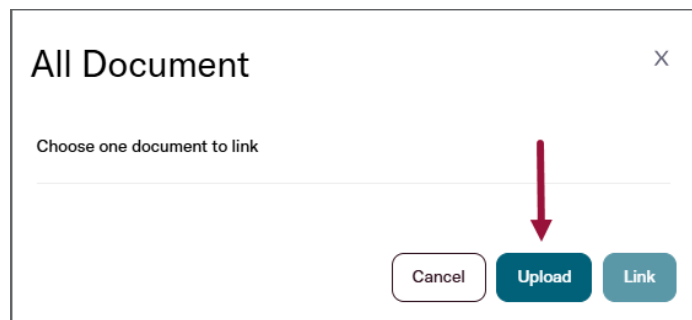 All Document
X
Choose one document to link
Cancel Upload Link